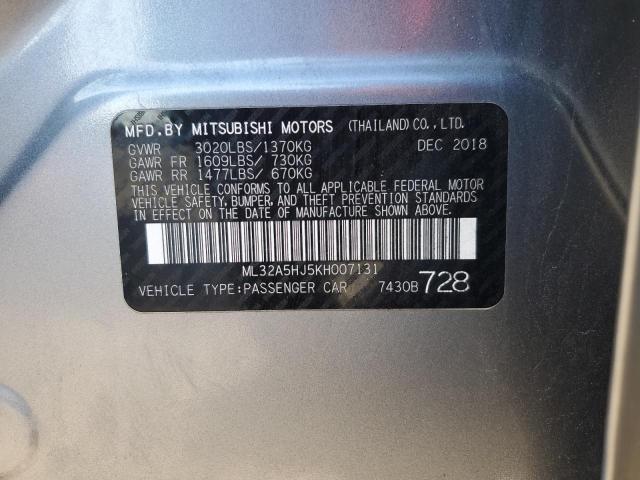 MFD.BY MITSUBISHI MOTORS (THAILAND)CO.,LTD.
GVWR 3020LBS/1370KG DEC 2018
GAWR FR 1609LBS/ 730KG
GAWR RR 1477LBS/ 670KG
THIS VEHICLE CONFORMS TO ALL APPLICABLE FEDERAL MOTOR
VEHICLE SAFETY,BUMPER,AND THEFT PREVENTION STANDARDS
IN EFFECT ON THE DATE OF MANUFACTURE SHOWN ABOVE.
ML32A5HJ5KH007131
VEHICLE TYPE:PASSENGER CAR 7430B 728